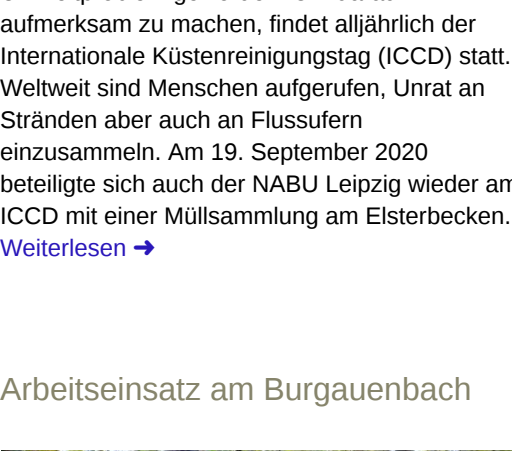 aufmerksam zu machen, findet alljährlich der
Internationale Küstenreinigungstag (ICCD) statt.
Weltweit sind Menschen aufgerufen, Unrat an
Stränden aber auch an Flussufern
einzusammeln. Am 19. September 2020
beteiligte sich auch der NABU Leipzig wieder am
ICCD mit einer Müllsammlung am Elsterbecken.
Weiterlesen ➜
Arbeitseinsatz am Burgauenbach